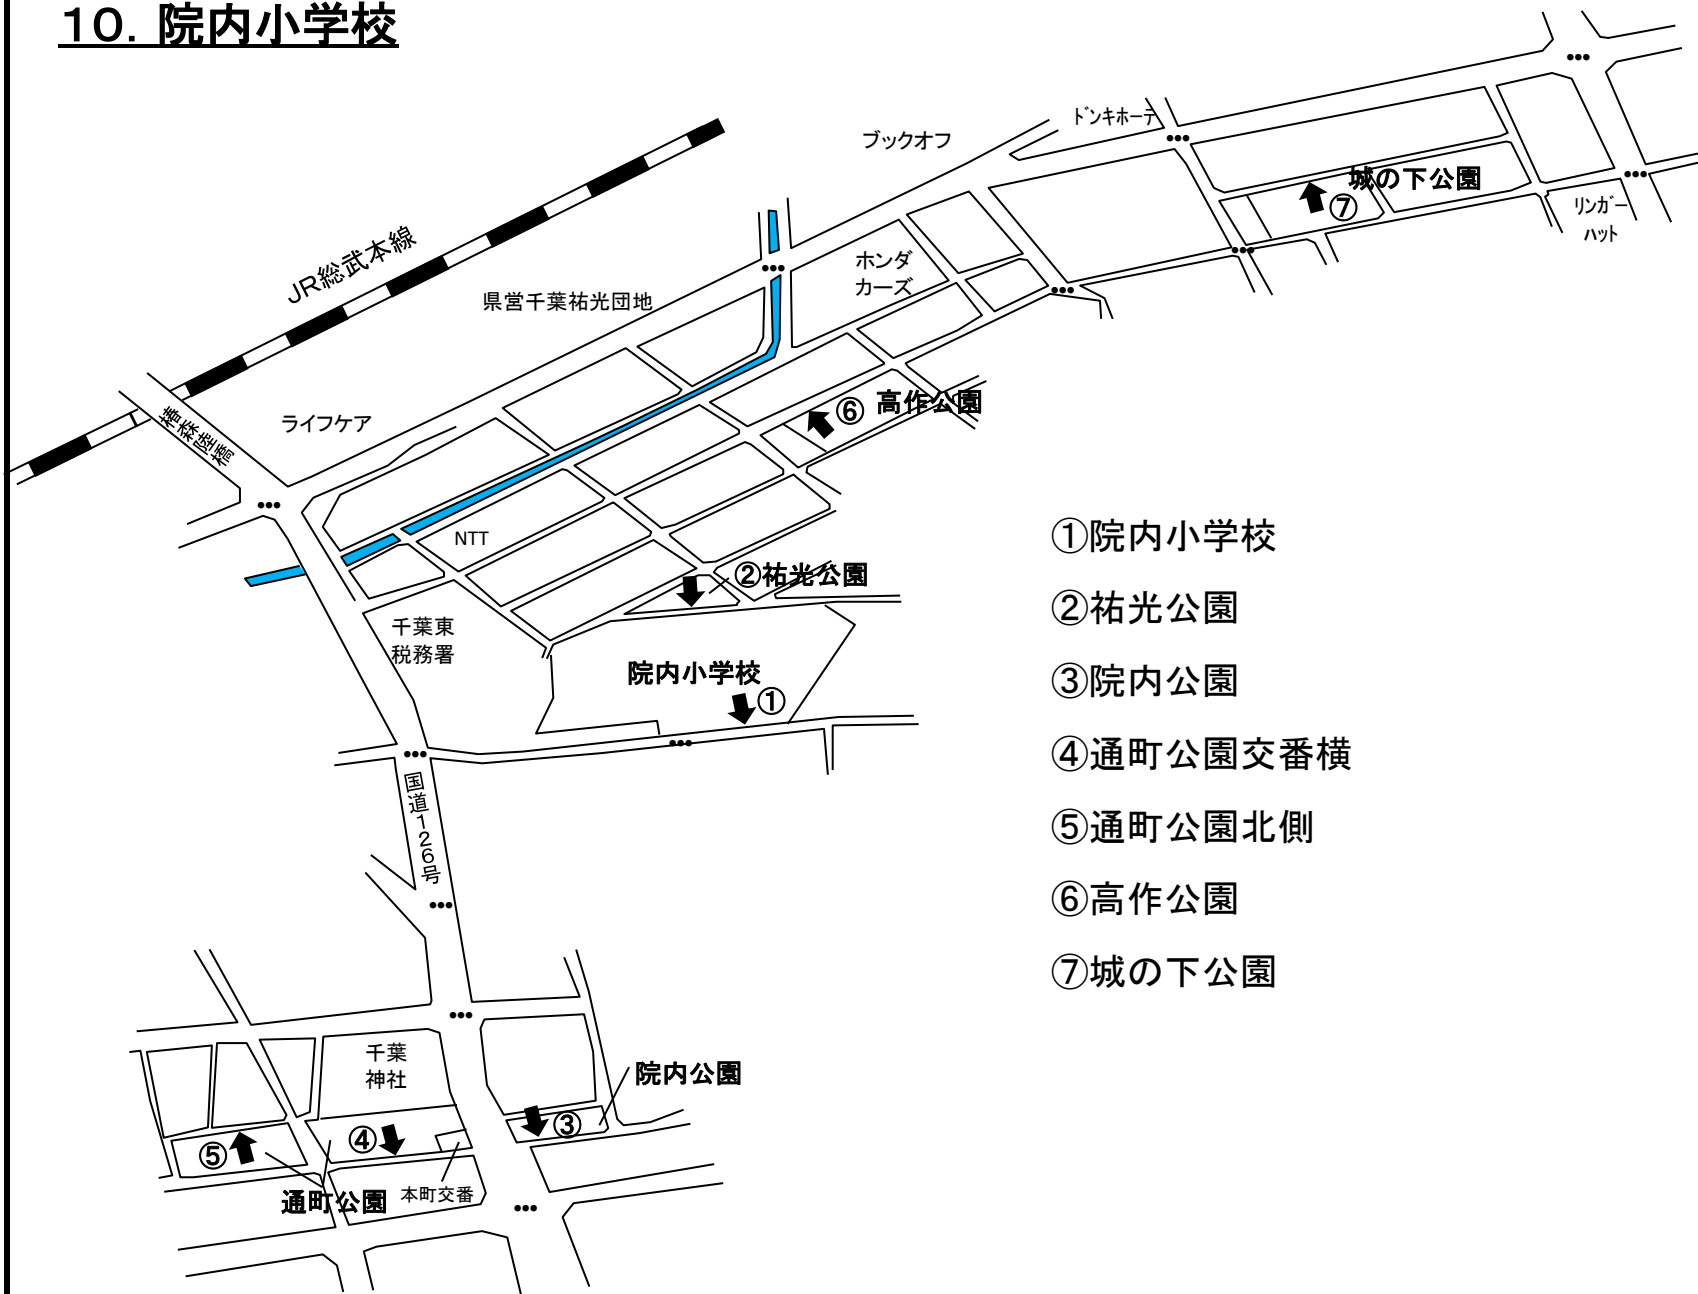 10. 院内小学校
ブックオフ
ドンキホーテ
城の下公園
⑦
リンガー
ハット
JR総武本線
県営千葉祐光団地
ホンダ
カーズ
椿森陸橋
ライフケア
⑥
高作公園
NTT
②祐光公園
千葉東
税務署
院内小学校
①
国道126号
①院内小学校
②祐光公園
③院内公園
④通町公園交番横
⑤通町公園北側
⑥高作公園
⑦城の下公園
千葉
神社
院内公園
③
④
⑤
通町公園
本町交番